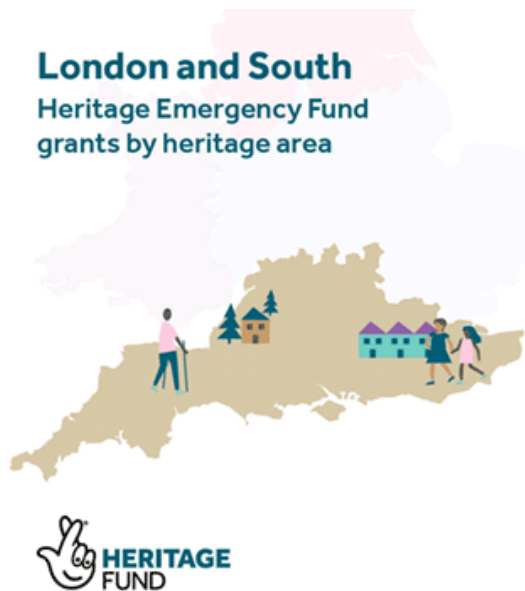 London and South
Heritage Emergency Fund
grants by heritage area
HERITAGE
FUND